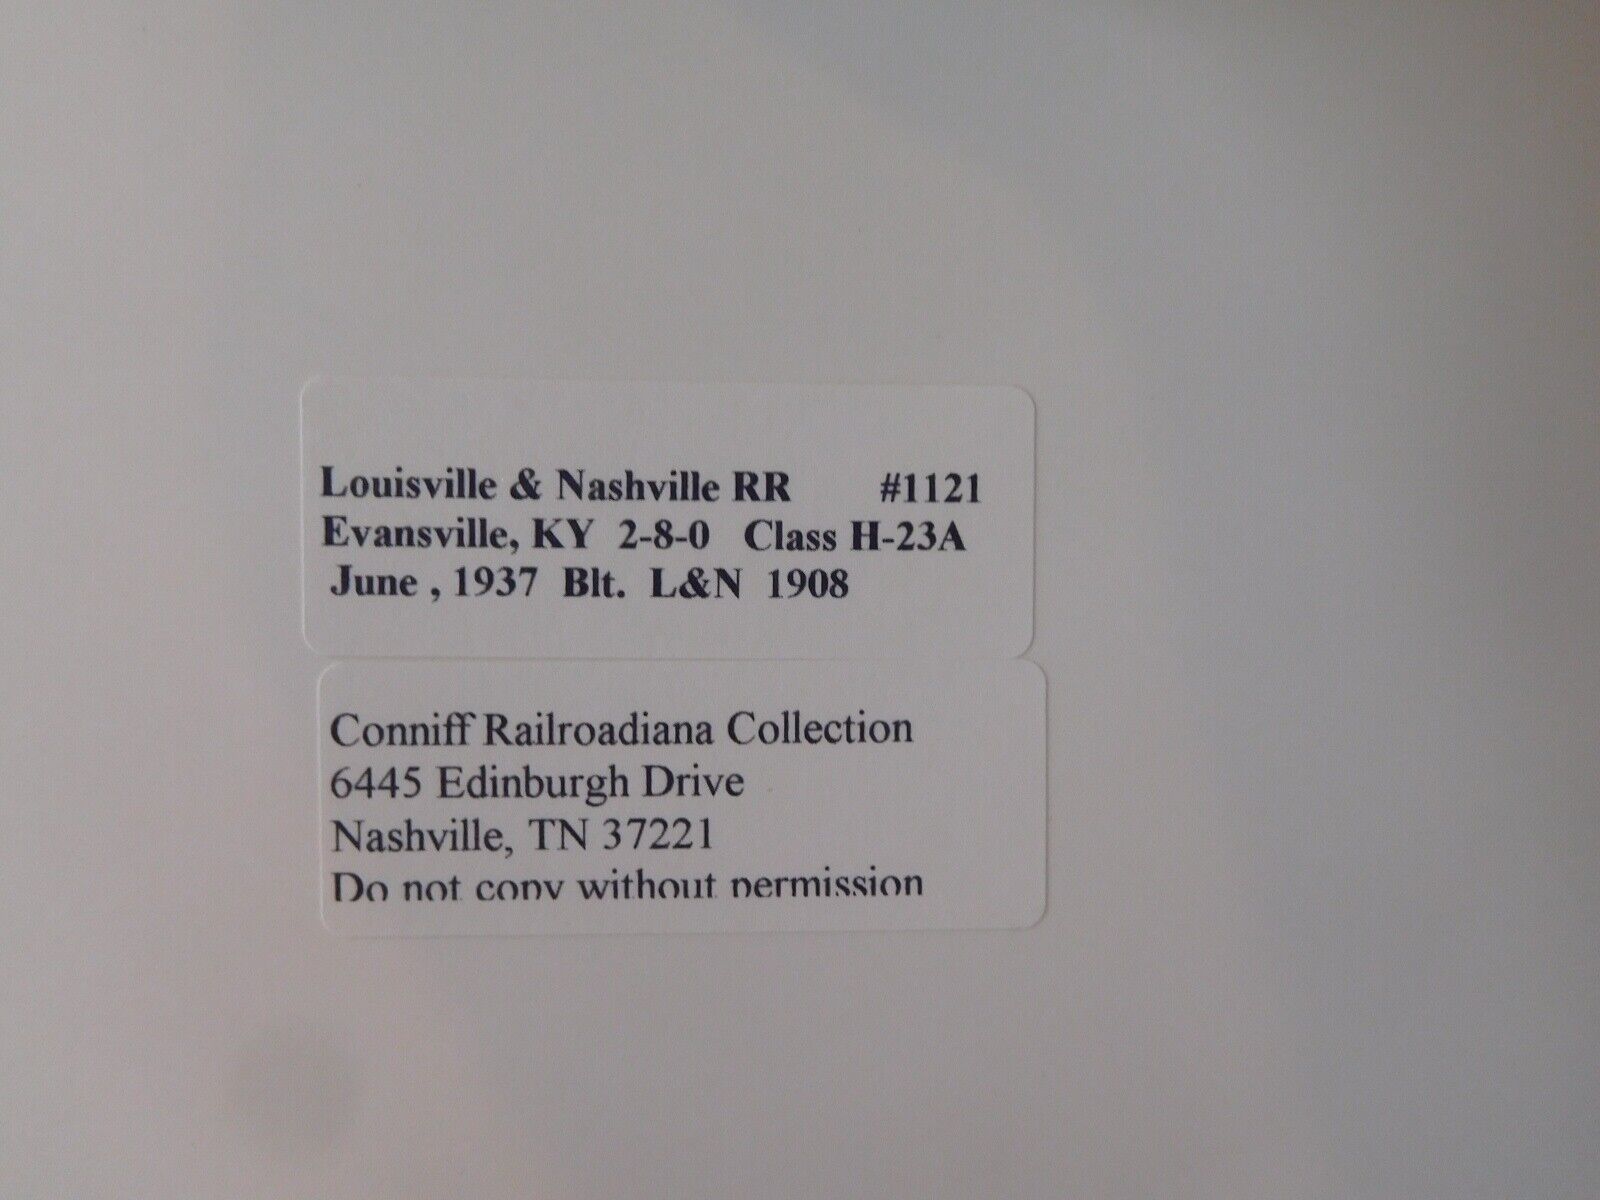 Louisville & Nashville RR #1121
Evansville, KY 2-8-0 Class H-23A
June , 1937 Blt. L&N 1908
Conniff Railroadiana Collection
6445 Edinburgh Drive
Nashville, TN 37221
Do not copy without permission